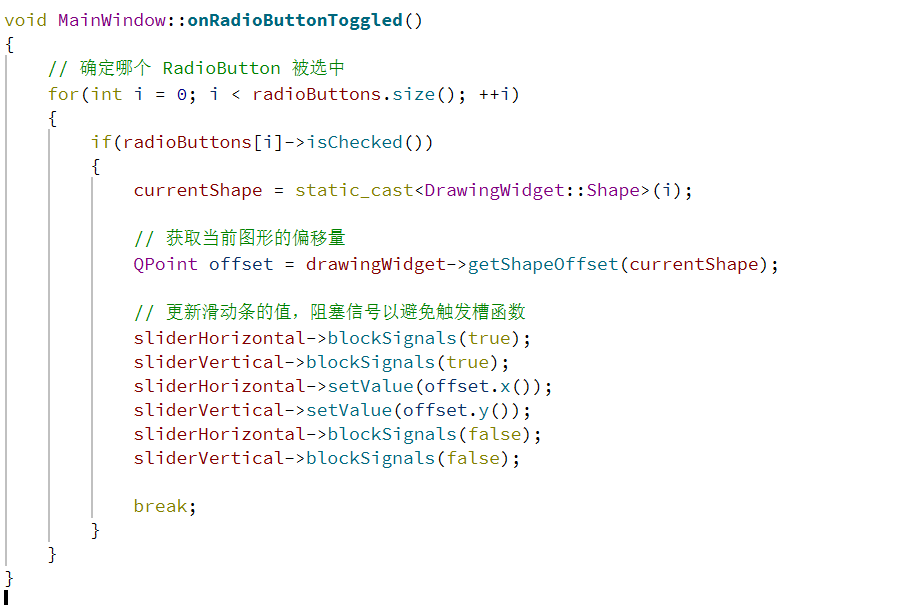 void MainWindow::onRadioButtonToggled()
{
    // 确定哪个 RadioButton 被选中
    for(int i = 0; i < radioButtons.size(); ++i)
    {
        if(radioButtons[i]->isChecked())
        {
            currentShape = static_cast<DrawingWidget::Shape>(i);

            // 获取当前图形的偏移量
            QPoint offset = drawingWidget->getShapeOffset(currentShape);

            // 更新滑动条的值，阻塞信号以避免触发槽函数
            sliderHorizontal->blockSignals(true);
            sliderVertical->blockSignals(true);
            sliderHorizontal->setValue(offset.x());
            sliderVertical->setValue(offset.y());
            sliderHorizontal->blockSignals(false);
            sliderVertical->blockSignals(false);

            break;
        }
    }
}